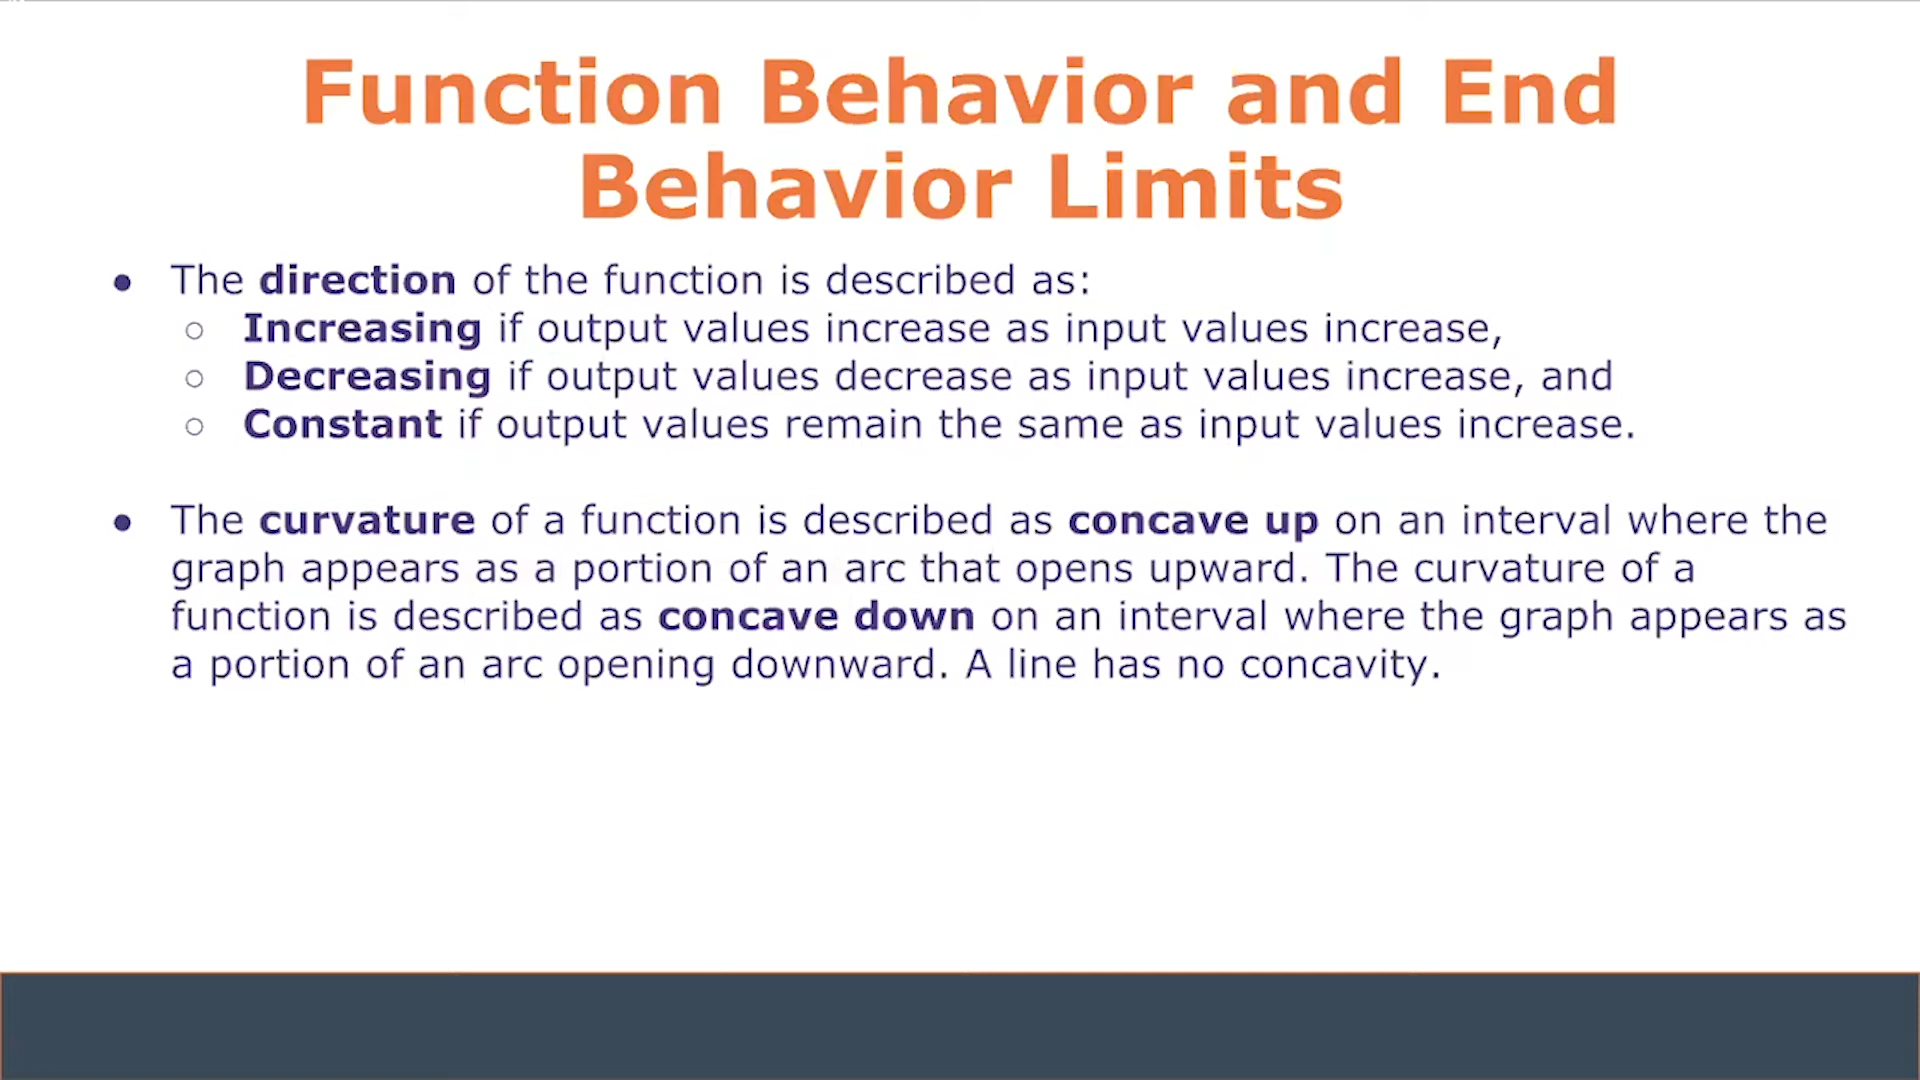 Function Behavior and End
Behavior Limits
● The direction of the function is described as:
○ Increasing if output values increase as input values increase,
○ Decreasing if output values decrease as input values increase, and
○ Constant if output values remain the same as input values increase.
● The curvature of a function is described as concave up on an interval where the
graph appears as a portion of an arc that opens upward. The curvature of a
function is described as concave down on an interval where the graph appears as
a portion of an arc opening downward. A line has no concavity.